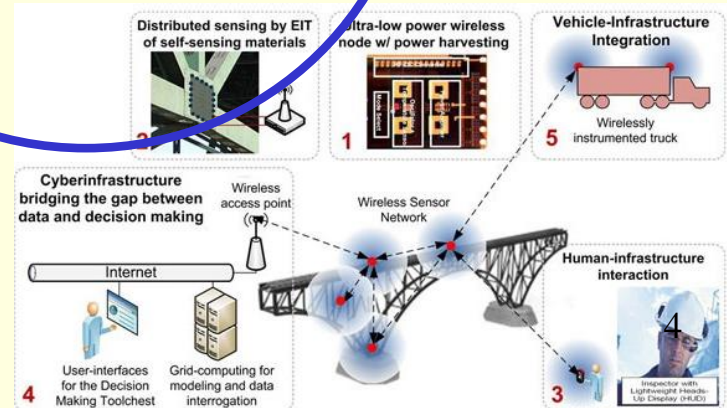 Distributed sensing by EIT
of self-sensing materials
ltra-low power wireless
node w/ power harvesting
Mode Select
1
Vehicle-Infrastructure
Integration
5
Wirelessly
instrumented truck
Cyberinfrastructure
bridging the gap between
data and decision making
Wireless
access point
Internet
User-interfaces
for the Decision
Making Toolchest
Grid-computing for
modeling and data
interrogation
4
Wireless Sensor
Network
Human-infrastructure
interaction
4
3
Inspector with
Lightweight Heads-
Up Display (HUD)